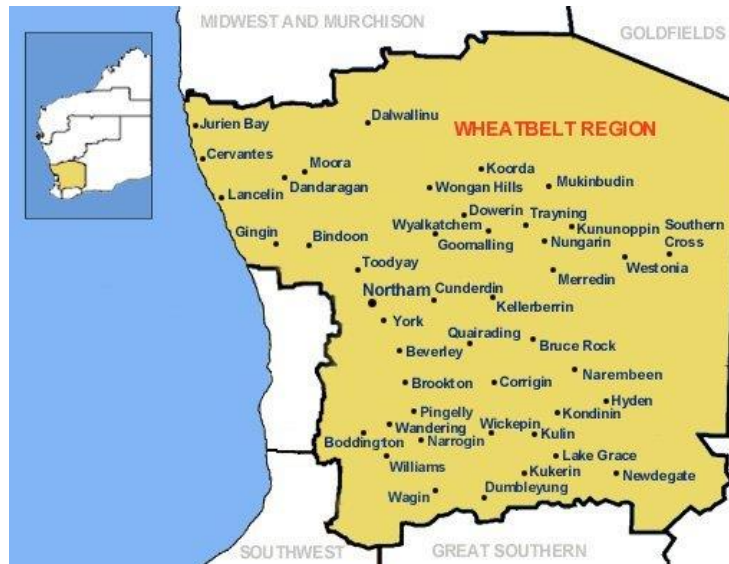 MIDWEST AND MURCHISON
GOLDFIELDS
Dalwallinu
Jurien Bay
WHEATBELT REGION
Cervantes
Moora
Koorda
Dandaragan
Wongan Hills
Mukinbudin
Lancelin
Dowerin
Trayning
Wyalkatchem
Kununoppin
Southern
Cross
Gingin
Bindoon
Goomalling
Nungarin
Toodyay
Westonia
Merredin
Northam
Cunderdin
Kellerberrin
York
Quairading
Beverley
Bruce Rock
Narembeen
Brookton
Corrigin
Hyden
Pingelly
Kondinin
Wandering
Wickepin
Boddington
Narrogin
Kulin
Williams
Lake Grace
Kukerin
Newdegate
Wagin
Dumbleyung
SOUTHWEST
GREAT SOUTHERN